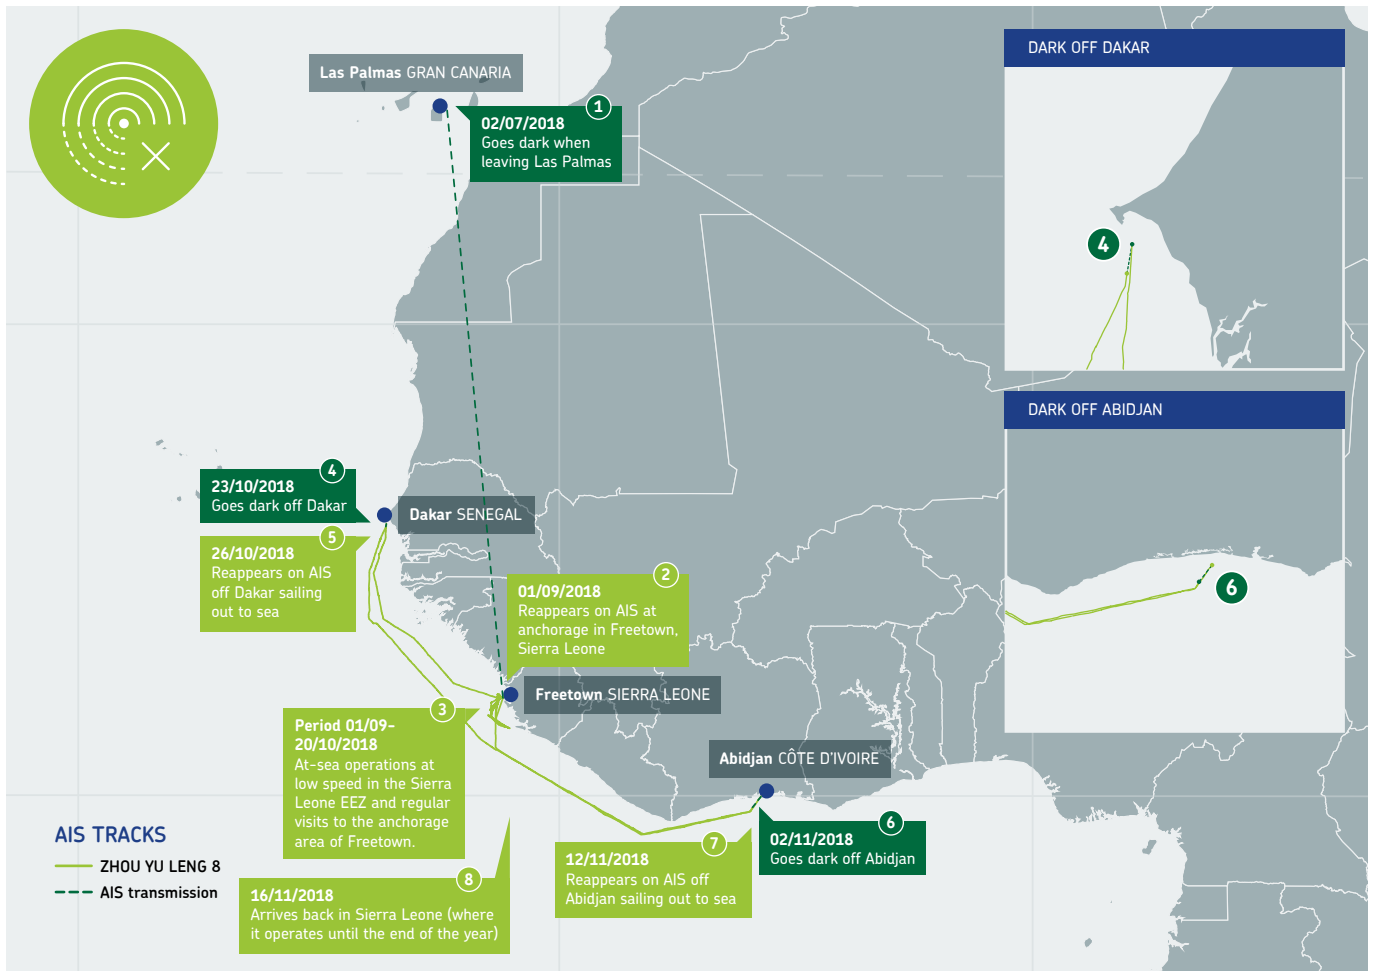 Las Palmas GRAN CANARIA
1
02/07/2018
Goes dark when
leaving Las Palmas
DARK OFF DAKAR
4
DARK OFF ABIDJAN
6
4
23/10/2018
Goes dark off Dakar
Dakar SENEGAL
5
26/10/2018
Reappears on AIS
off Dakar sailing
out to sea
2
01/09/2018
Reappears on AIS at
anchorage in Freetown,
Sierra Leone
Freetown SIERRA LEONE
3
Period 01/09-
20/10/2018
At-sea operations at
low speed in the Sierra
Leone EEZ and regular
visits to the anchorage
area of Freetown.
Abidjan CÔTE D'IVOIRE
6
02/11/2018
Goes dark off Abidjan
7
12/11/2018
Reappears on AIS off
Abidjan sailing out to sea
8
16/11/2018
Arrives back in Sierra Leone (where
it operates until the end of the year)
AIS TRACKS
ZHOU YU LENG 8
AIS transmission